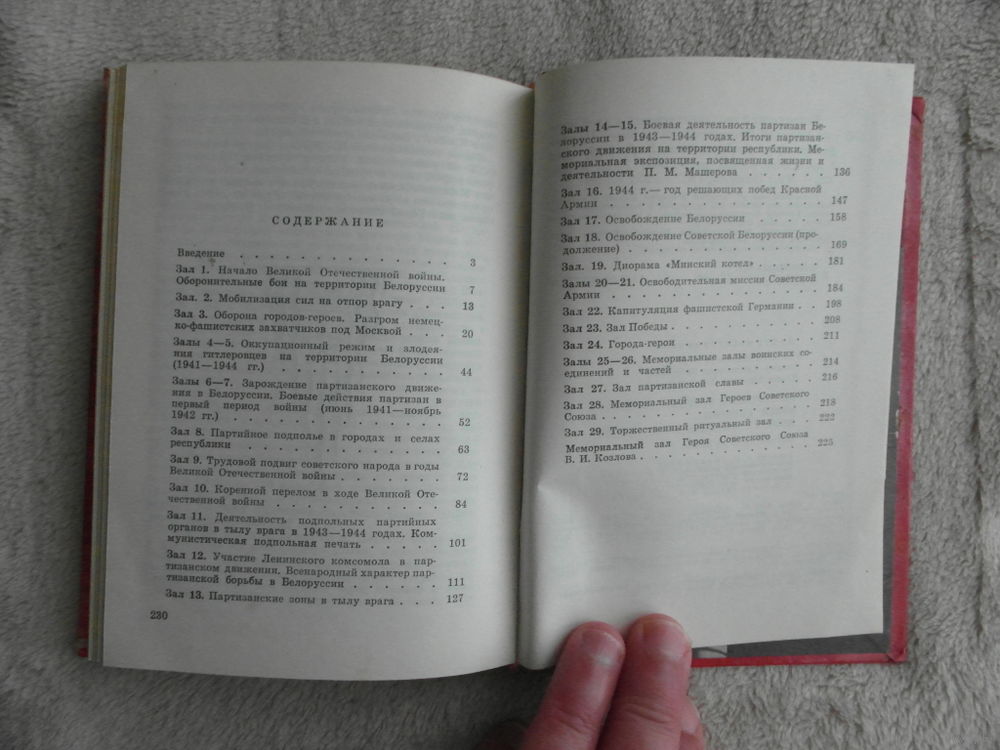 СОДЕРЖАНИЕ
Введение . . . . . . . . . . . . . 3
Зал 1. Начало Великой Отечественной войны.
Оборонительные бои на территории Белоруссии 7
Зал. 2. Мобилизация сил на отпор врагу . . . 13
Зал 3. Оборона городов-героев. Разгром немец-
ко-фашистских захватчиков под Москвой . . . 20
Залы 4—5. Оккупационный режим и злодея-
ния гитлеровцев на территории Белоруссии
(1941—1944 гг.) . . . . . . . . . . 44
Залы 6—7. Зарождение партизанского движе-
ния в Белоруссии. Боевые действия партизан в
первый период войны (июнь 1941—ноябрь
1942 гг.) . . . . . . . . . . . . . 52
Зал 8. Партийное подполье в городах и селах
республики . . . . . . . . . . . . 63
Зал 9. Трудовой подвиг советского народа в годы
Великой Отечественной войны . . . . . . . 72
Зал 10. Коренной перелом в ходе Великой Оте-
чественной войны . . . . . . . . . . 84
Зал 11. Деятельность подпольных партийных
органов в тылу врага в 1943—1944 годах. Ком-
мунистическая подпольная печать . . . . . 101
Зал 12. Участие Ленинского комсомола в пар-
тизанском движении. Всенародный характер пар-
тизанской борьбы в Белоруссии . . . . . . 111
Зал 13. Партизанские зоны в тылу врага . . . 127
230
Залы 14—15. Боевая деятельность партизан Бе-
лоруссии в 1943—1944 годах. Итоги партизан-
ского движения на территории республики. Ме-
мориальная экспозиция, посвященная жизни и
деятельности П. М. Машерова . . . . . . 136
Зал 16. 1944 г.— год решающих побед Красной
Армии . . . . . . . . . . . . . . 147
Зал 17. Освобождение Белоруссии . . . . . 158
Зал 18. Освобождение Советской Белоруссии (про-
должение) . . . . . . . . . . . . . 169
Зал. 19. Диорама «Минский котел» . . . . . 181
Залы 20—21. Освободительная миссия Советской
Армии . . . . . . . . . . . . . . 184
Зал 22. Капитуляция фашистской Германии . . 198
Зал 23. Зал Победы . . . . . . . . . . 208
Зал 24. Города-герои . . . . . . . . . . 211
Залы 25—26. Мемориальные залы воинских со-
единений и частей . . . . . . . . . . 214
Зал 27. Зал партизанской славы . . . . . . 216
Зал 28. Мемориальный зал Героев Советского
Союза . . . . . . . . . . . . . . 218
Зал 29. Торжественный ритуальный зал . . . . 222
Мемориальный зал Героя Советского Союза
В. И. Козлова . . . . . . . . . . . . 225